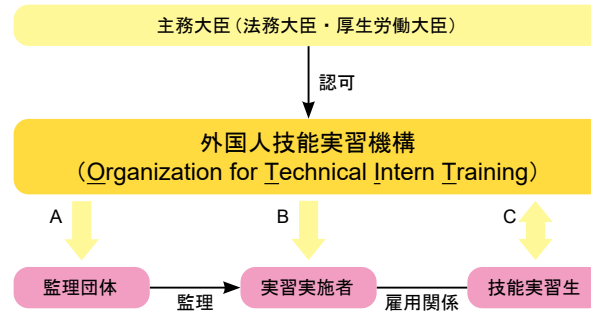 主務大臣(法務大臣・厚生労働大臣)
認可
外国人技能実習機構
(Organization for Technical Intern Training)
A
B
C
監理団体
監理
実習実施者
雇用関係
技能実習生